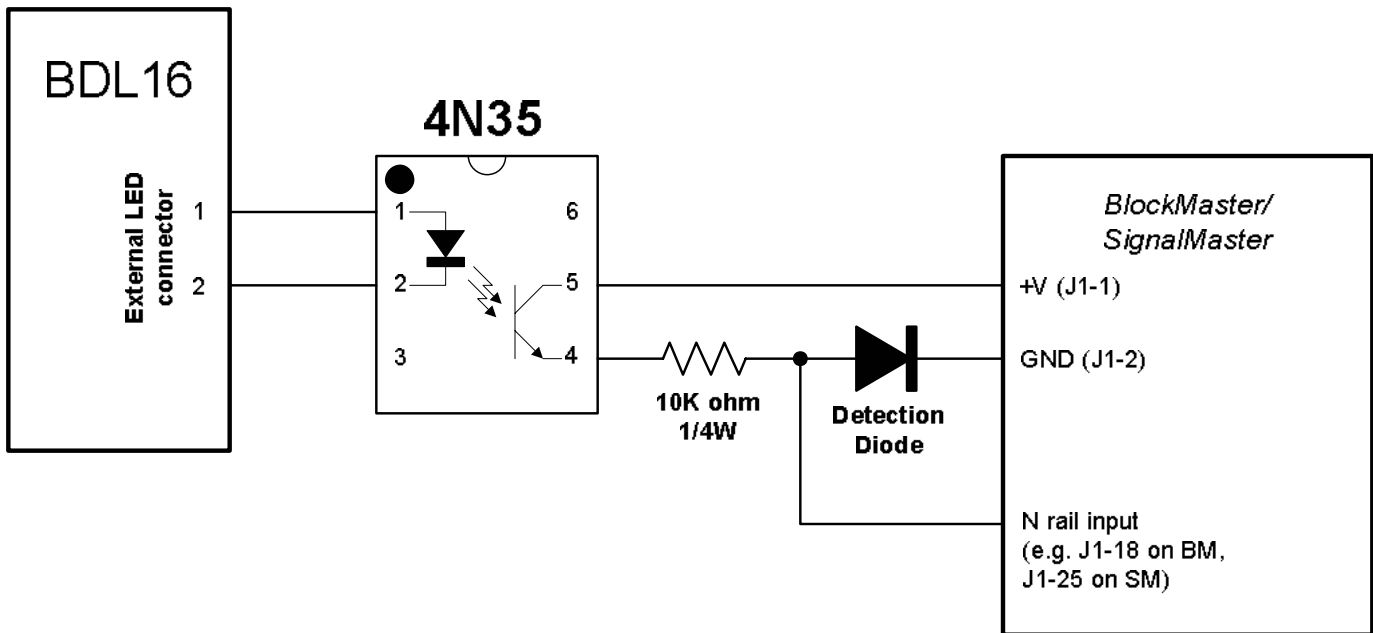 BDL16
External LED
connector
1
2
4N35
1
2
3
6
5
4
10K ohm
1/4W
Detection
Diode
BlockMaster/
SignalMaster
+V (J1-1)
GND (J1-2)
N rail input
(e.g. J1-18 on BM,
J1-25 on SM)